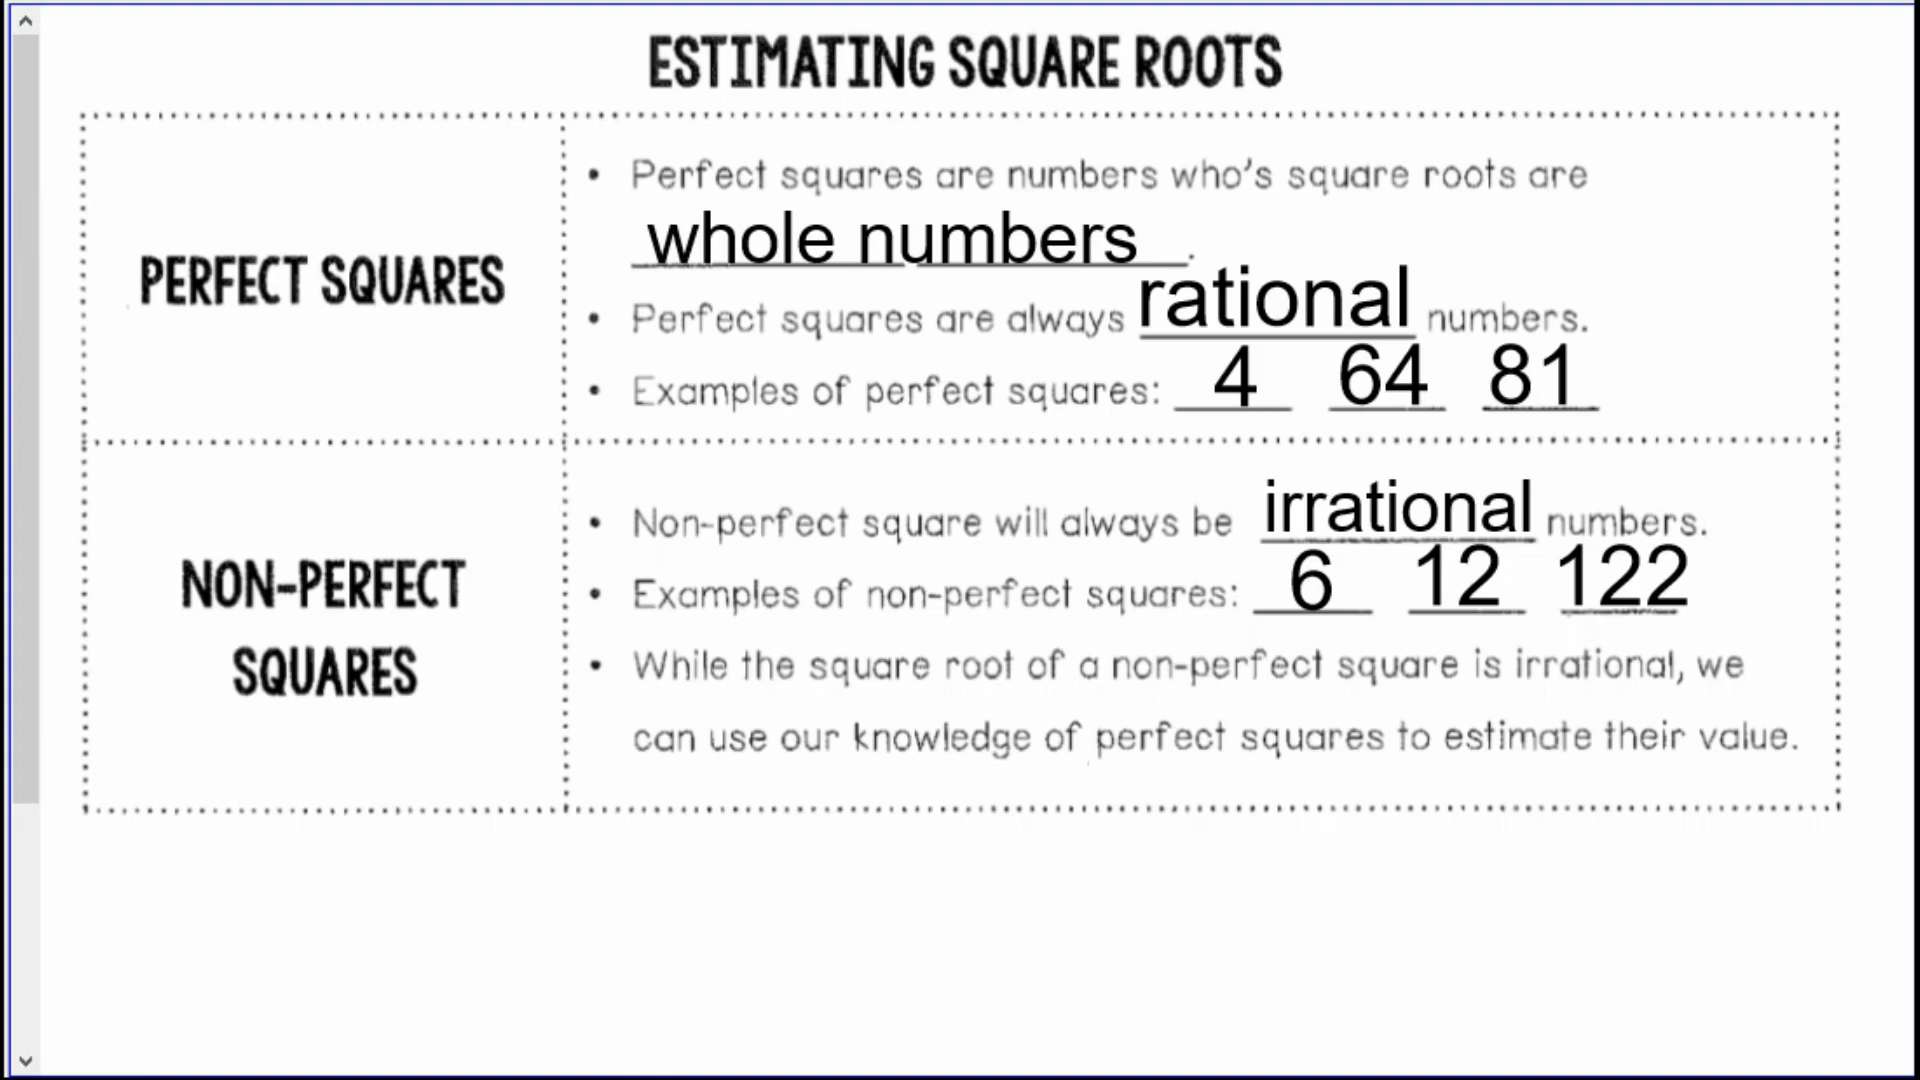 ESTIMATING SQUARE ROOTS
PERFECT SQUARES
• Perfect squares are numbers who's square roots are
whole numbers.
• Perfect squares are always rational numbers.
• Examples of perfect squares: 4 64 81
NON-PERFECT
SQUARES
• Non-perfect square will always be irrational numbers.
• Examples of non-perfect squares: 6 12 122
• While the square root of a non-perfect square is irrational, we
can use our knowledge of perfect squares to estimate their value.